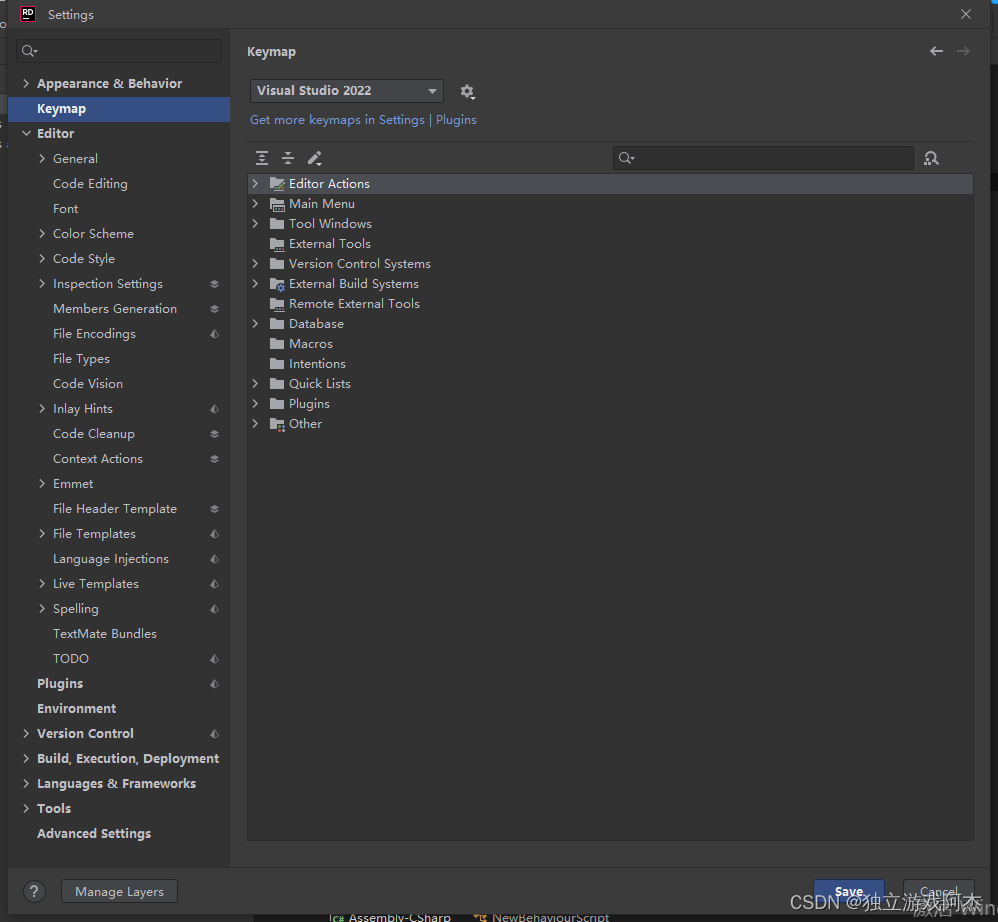 RD Settings
Keymap
Appearance & Behavior
Keymap
Editor
General
Code Editing
Font
Color Scheme
Code Style
Inspection Settings
Members Generation
File Encodings
File Types
Code Vision
Inlay Hints
Code Cleanup
Context Actions
Emmet
File Header Template
File Templates
Language Injections
Live Templates
Spelling
TextMate Bundles
TODO
Plugins
Environment
Version Control
Build, Execution, Deployment
Languages & Frameworks
Tools
Advanced Settings
Visual Studio 2022
Get more keymaps in Settings | Plugins
Editor Actions
Main Menu
Tool Windows
External Tools
Version Control Systems
External Build Systems
Remote External Tools
Database
Macros
Intentions
Quick Lists
Plugins
Other
? Manage Layers
Save
Cancel
CSDN @独立游戏阿杰
C# Assembly-CSharp
NewBehaviourScript